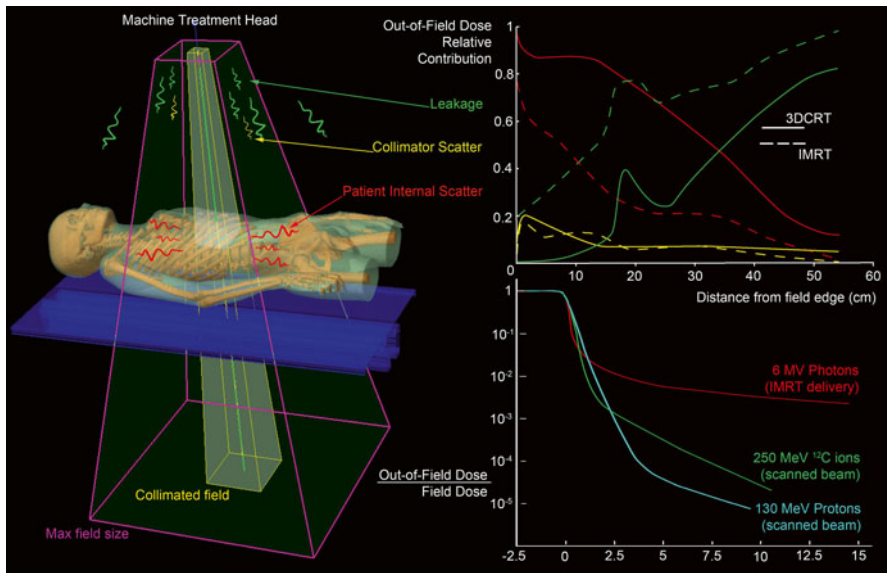 Machine Treatment Head
Leakage
Collimator Scatter
Patient Internal Scatter
Collimated field
Max field size
Out-of-Field Dose
Relative
Contribution
1
0.8
0.6
0.4
0.2
0
10
20
30
40
50
60
Distance from field edge (cm)
3DCRT
IMRT
Out-of-Field Dose
Field Dose
1
10-1
10-2
10-3
10-4
10-5
-2.5
0
2.5
5
7.5
10
12.5
15
6 MV Photons
(IMRT delivery)
250 MeV 12C ions
(scanned beam)
130 MeV Protons
(scanned beam)